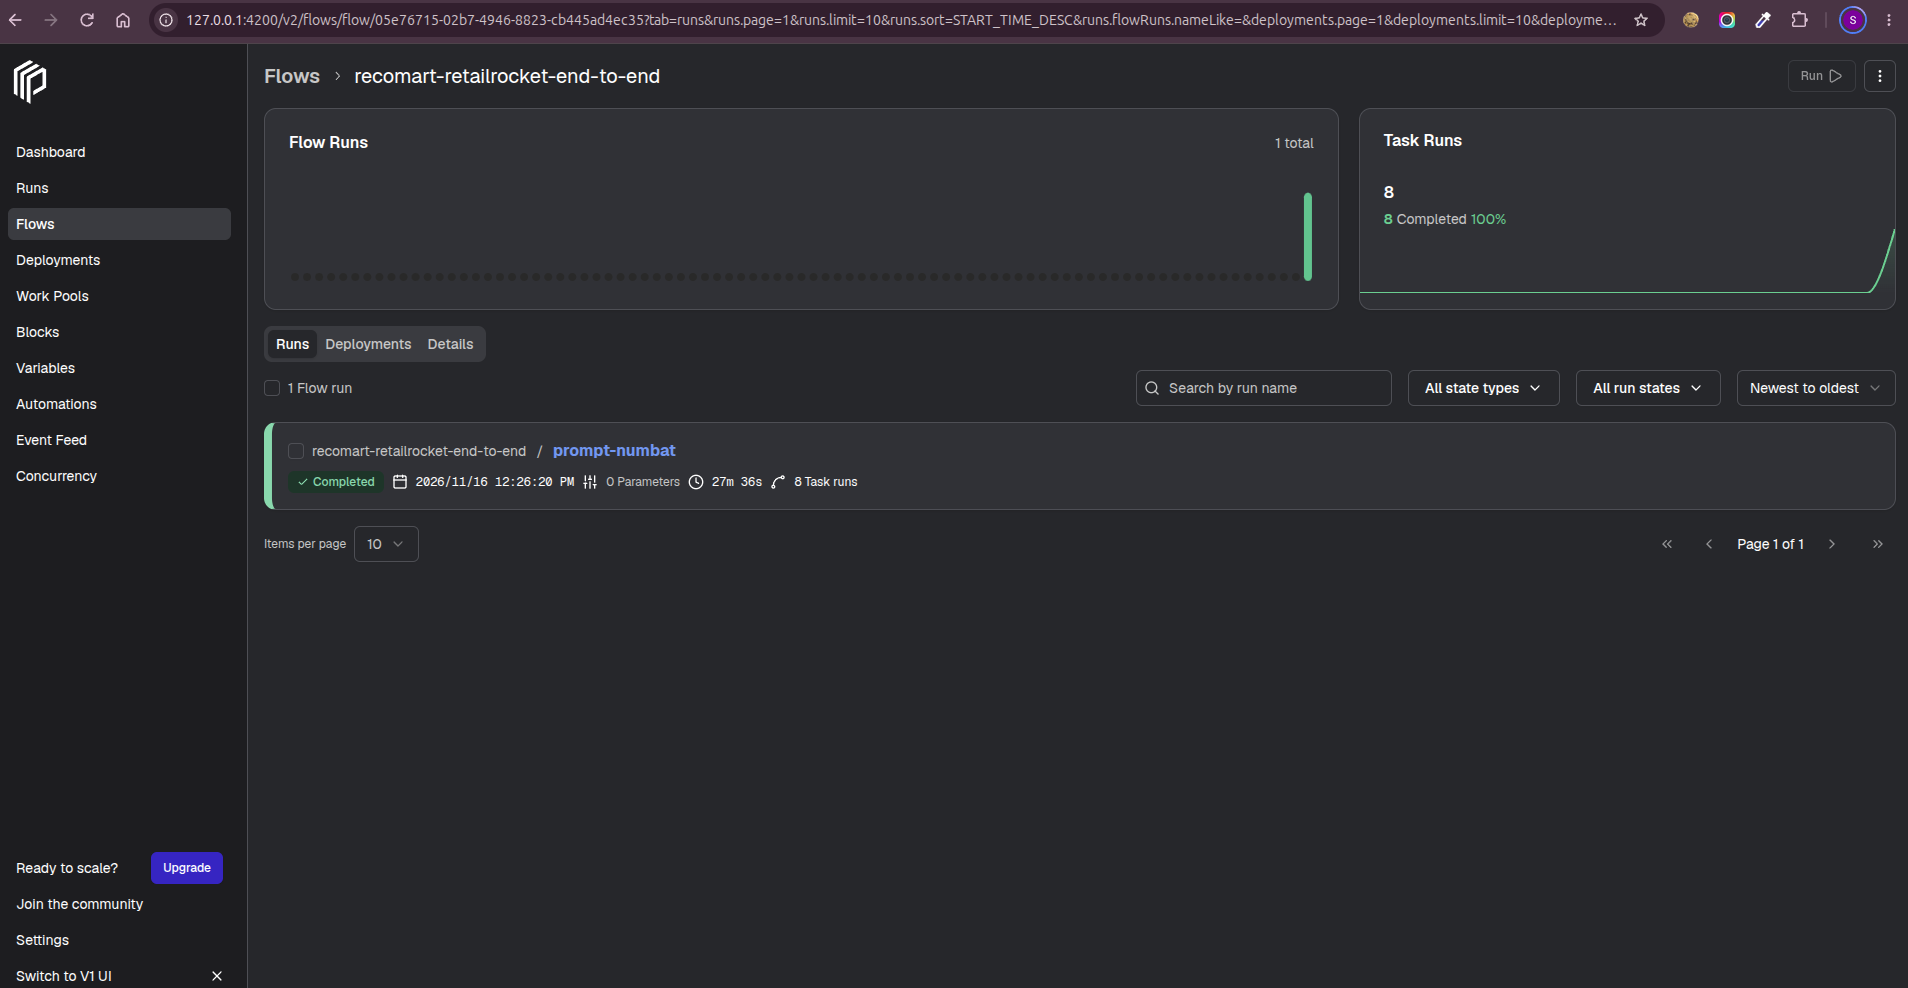 127.0.0.1:4200/v2/flows/flow/05e76715-02b7-4946-8823-cb445ad4ec35?tab=runs&runs.page=1&runs.limit=10&runs.sort=START_TIME_DESC&runs.flowRuns.nameLike=&deployments.page=1&deployments.limit=10&deployme...
S
Dashboard
Runs
Flows
Deployments
Work Pools
Blocks
Variables
Automations
Event Feed
Concurrency
Ready to scale? Upgrade
Join the community
Settings
Switch to V1 UI
Flows › recomart-retailrocket-end-to-end
Run
Flow Runs 1 total
Task Runs
8
8 Completed 100%
Runs Deployments Details
1 Flow run Search by run name All state types All run states Newest to oldest
recomart-retailrocket-end-to-end / prompt-numbat
Completed 2026/11/16 12:26:20 PM 0 Parameters 27m 36s 8 Task runs
Items per page 10 « ‹ Page 1 of 1 › »